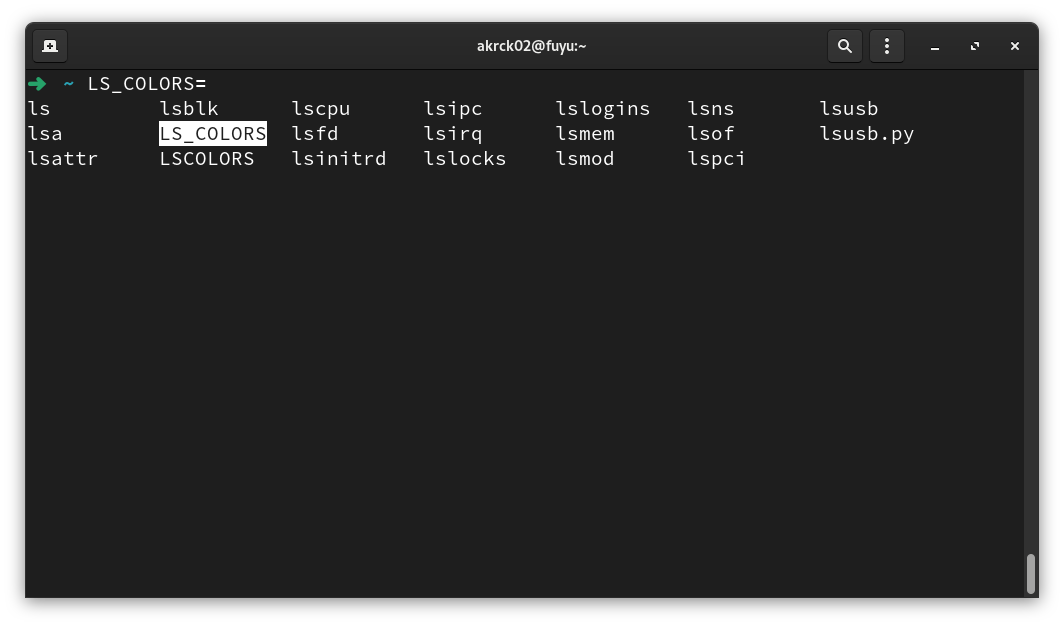 akrck02@fuyu:~
➜ ~ LS_COLORS=
ls lsblk lscpu lsipc lslogins lsns lsusb
lsa LS_COLORS lsfd lsirq lsmem lsof lsusb.py
lsattr LSCOLORS lsinitrd lslocks lsmod lspci